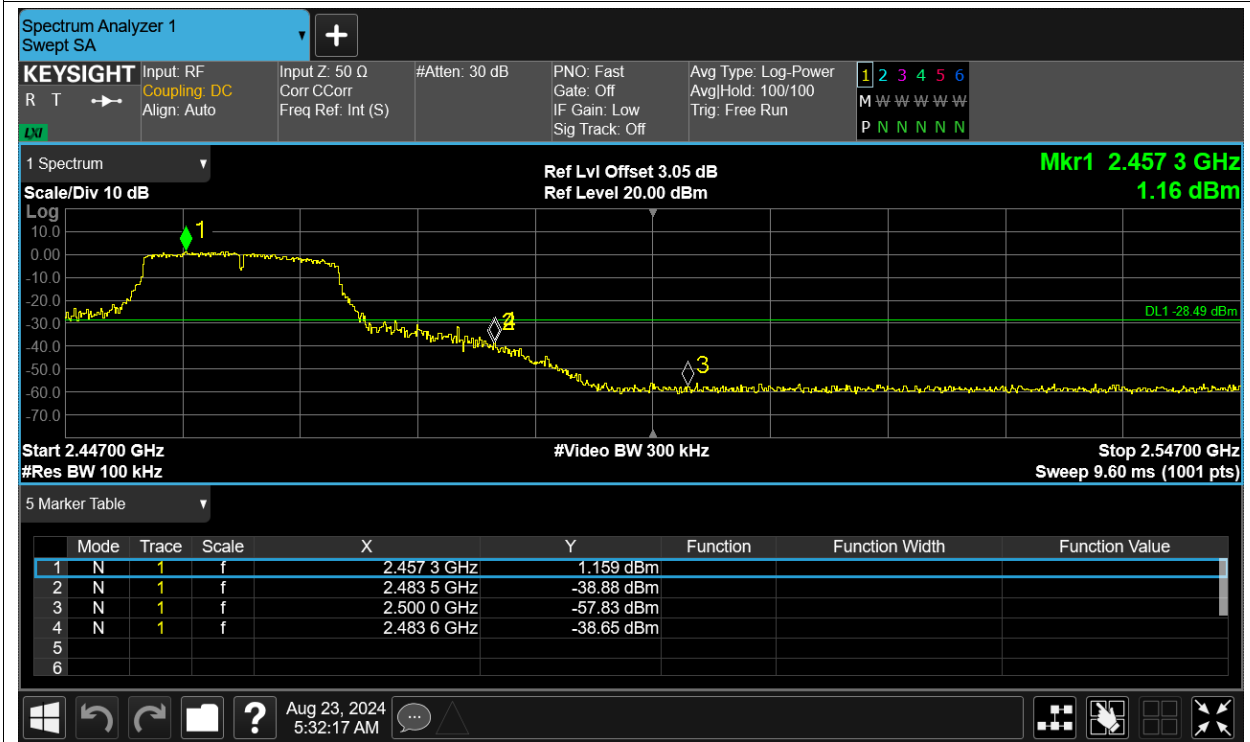 Spectrum Analyzer 1
Swept SA
+
KEYSIGHT Input: RF Input Z: 50 Ω #Atten: 30 dB PNO: Fast Avg Type: Log-Power 1 2 3 4 5 6
R T Coupling: DC Corr CCorr Gate: Off Avg|Hold: 100/100 M W W W W W
Align: Auto Freq Ref: Int (S) IF Gain: Low Trig: Free Run
LXI Sig Track: Off P N N N N N
1 Spectrum Ref Lvl Offset 3.05 dB Mkr1 2.457 3 GHz
Scale/Div 10 dB Ref Level 20.00 dBm 1.16 dBm
Log
10.0
1
0.00
-10.0
-20.0
DL1 -28.49 dBm
-30.0 2 4
-40.0
-50.0 3
-60.0
-70.0
Start 2.44700 GHz #Video BW 300 kHz Stop 2.54700 GHz
#Res BW 100 kHz Sweep 9.60 ms (1001 pts)
5 Marker Table
Mode Trace Scale X Y Function Function Width Function Value
1 N 1 f 2.457 3 GHz 1.159 dBm
2 N 1 f 2.483 5 GHz -38.88 dBm
3 N 1 f 2.500 0 GHz -57.83 dBm
4 N 1 f 2.483 6 GHz -38.65 dBm
5
6
? Aug 23, 2024
5:32:17 AM